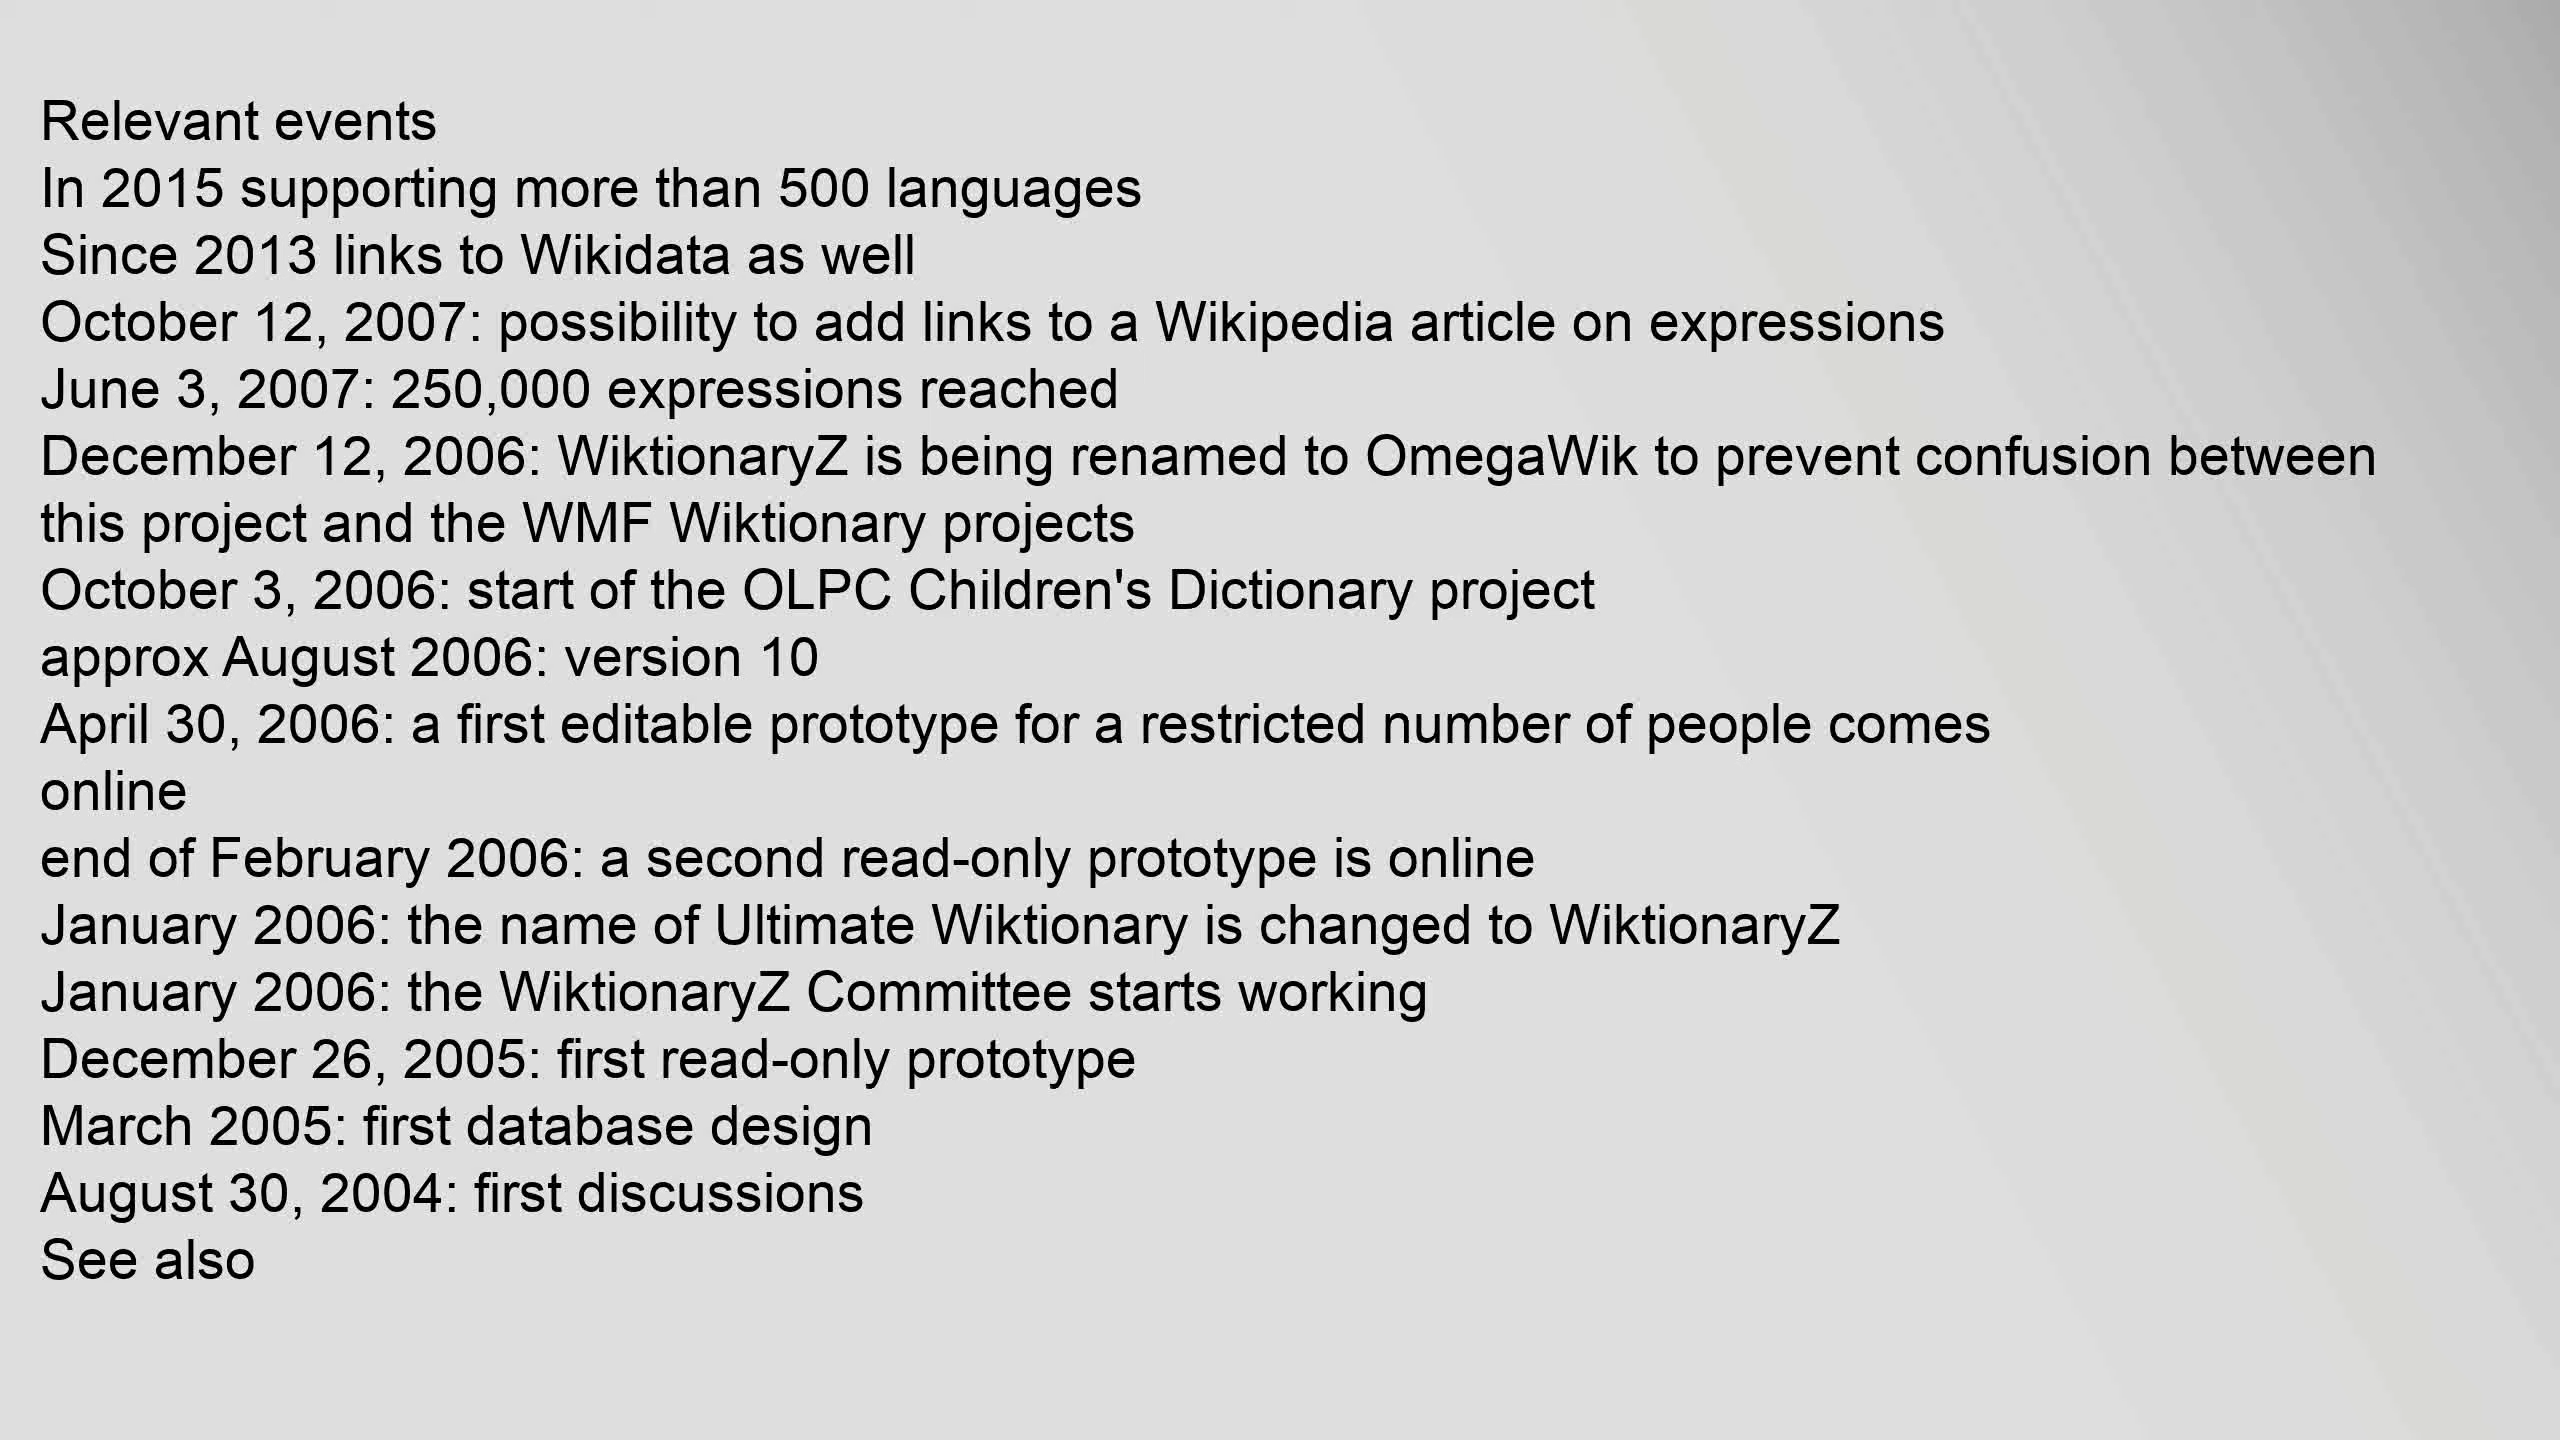 Relevant events
In 2015 supporting more than 500 languages
Since 2013 links to Wikidata as well
October 12, 2007: possibility to add links to a Wikipedia article on expressions
June 3, 2007: 250,000 expressions reached
December 12, 2006: WiktionaryZ is being renamed to OmegaWik to prevent confusion between
this project and the WMF Wiktionary projects
October 3, 2006: start of the OLPC Children's Dictionary project
approx August 2006: version 10
April 30, 2006: a first editable prototype for a restricted number of people comes
online
end of February 2006: a second read-only prototype is online
January 2006: the name of Ultimate Wiktionary is changed to WiktionaryZ
January 2006: the WiktionaryZ Committee starts working
December 26, 2005: first read-only prototype
March 2005: first database design
August 30, 2004: first discussions
See also